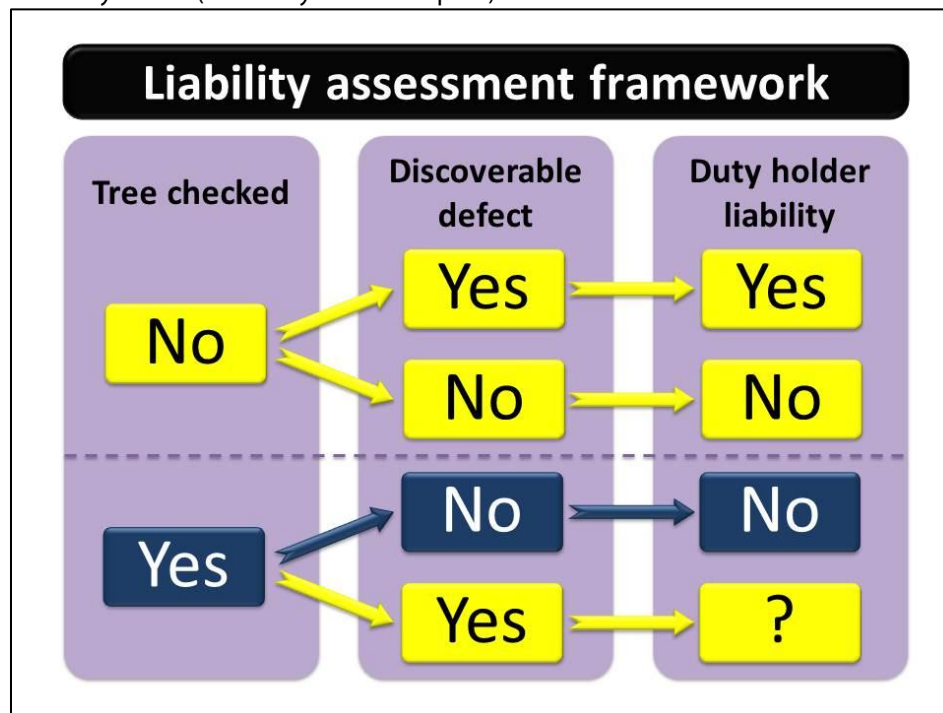 Liability assessment framework
Tree checked
Discoverable
defect
Duty holder
liability
No
Yes
Yes
No
No
Yes
No
No
Yes
?